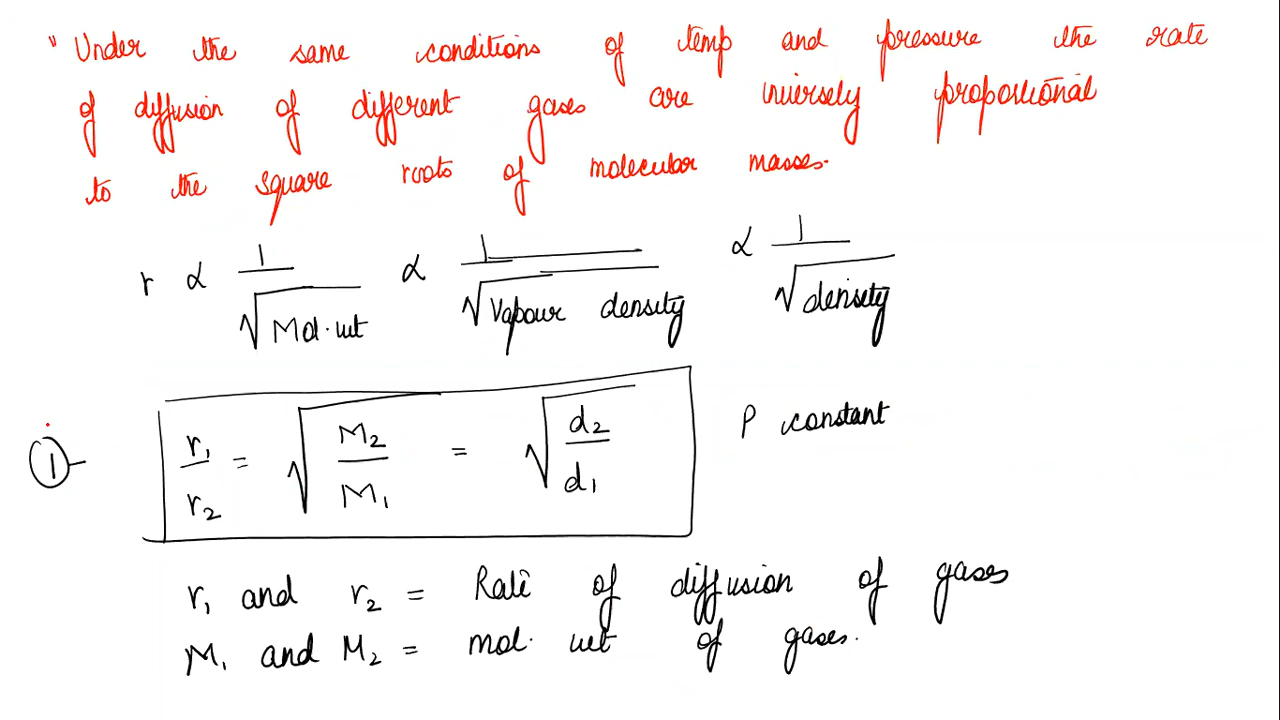 " Under the same conditions of temp and pressure the rate
of diffusion of different gases are inversely proportional
to the square roots of molecular masses.
r ∝ 1/√Mol.wt ∝ 1/√Vapour density ∝ 1/√density
① r₁/r₂ = √(M₂/M₁) = √(d₂/d₁) P constant
r₁ and r₂ = Rate of diffusion of gases
M₁ and M₂ = mol. wt of gases.